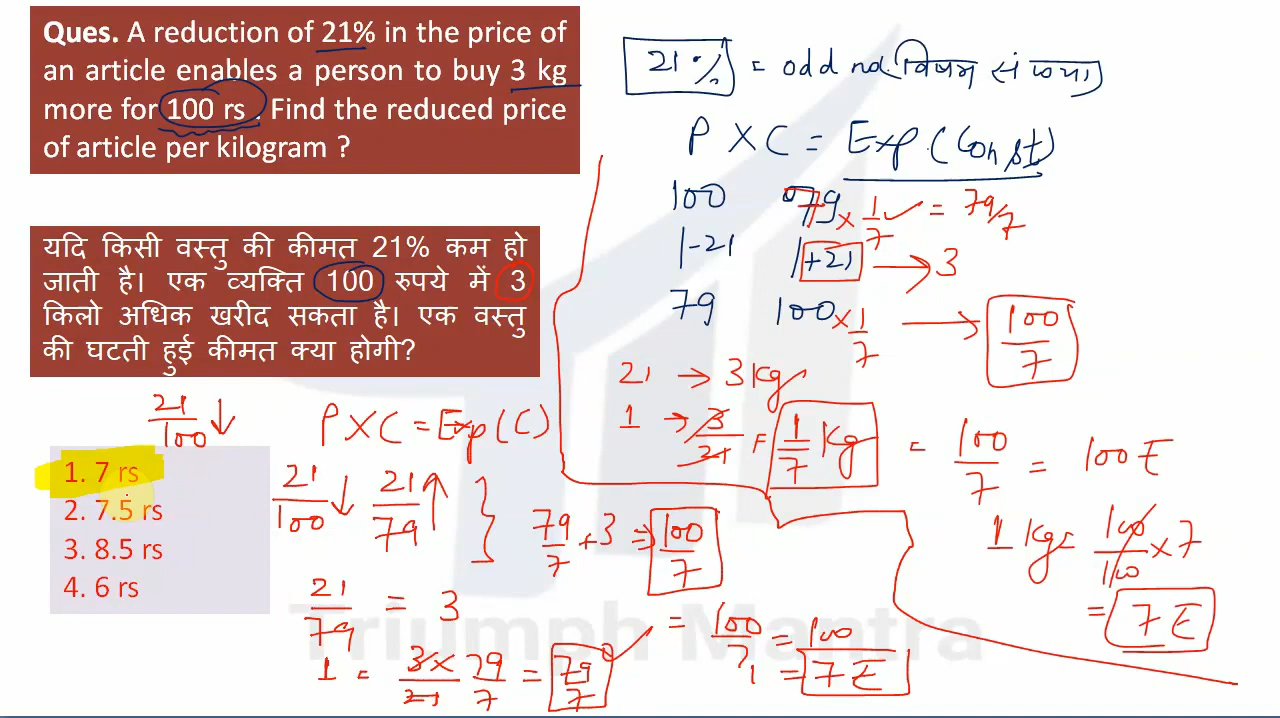 Ques. A reduction of 21% in the price of
an article enables a person to buy 3 kg
more for 100 rs . Find the reduced price
of article per kilogram ?
यदि किसी वस्तु की कीमत 21% कम हो
जाती है। एक व्यक्ति 100 रुपये में 3
किलो अधिक खरीद सकता है। एक वस्तु
की घटती हुई कीमत क्या होगी?
1. 7 rs
2. 7.5 rs
3. 8.5 rs
4. 6 rs
21% = odd no. विषम संख्या
P X C = Exp. (Const)
100 79 x 1/7 = 79/7
-21 +21 → 3
79 100 x 1/7 → 100/7
21 → 3 Kg
1 → 3/21 = 1/7 Kg
= 100/7 = 100 E
1 Kg = 100/100 x 7
= 7 E
21/100 ↓
P X C = Exp (C)
21/100 ↓ 21/79 ↑
79/7 + 3 = 100/7
21/79 = 3
1 = 3 x 79/21 7 = 79/7
= 100/7 = 100
= 7 E
Triumph Mantra